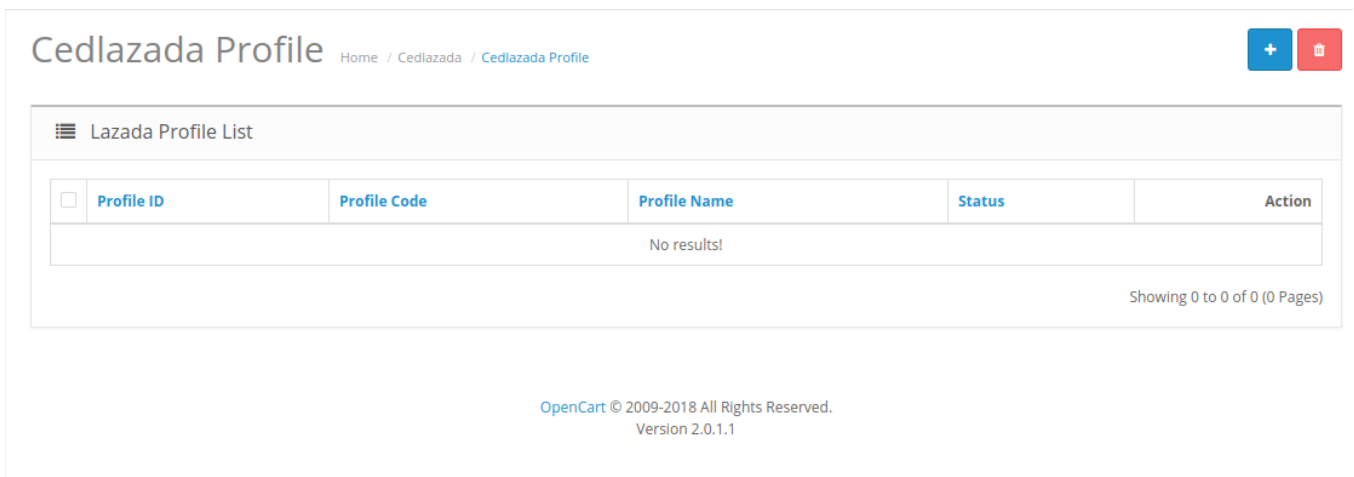 Cedlazada Profile Home / Cedlazada / Cedlazada Profile
Lazada Profile List
Profile ID Profile Code Profile Name Status Action
No results!
Showing 0 to 0 of 0 (0 Pages)
OpenCart © 2009-2018 All Rights Reserved.
Version 2.0.1.1